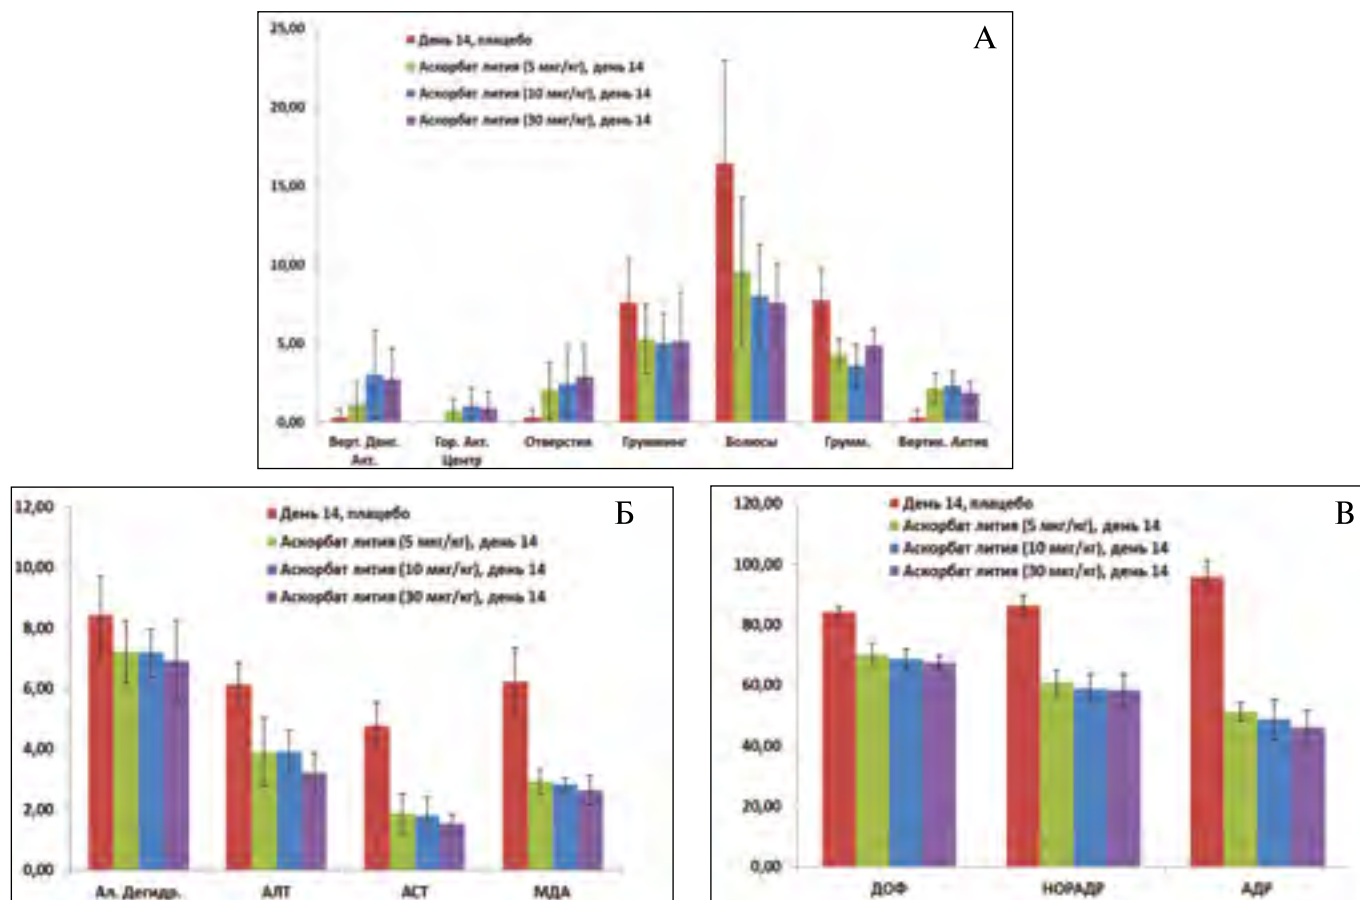 А
25,00
20,00
15,00
10,00
5,00
0,00
День 14, плацебо
Аскорбат лития (5 мкг/кг), день 14
Аскорбат лития (10 мкг/кг), день 14
Аскорбат лития (30 мкг/кг), день 14
Верт. Двиг. Акт.
Гор. Акт. Центр
Отверстия
Грумминг
Болюсы
Грумм.
Вертик. Актив
Б
12,00
10,00
8,00
6,00
4,00
2,00
0,00
День 14, плацебо
Аскорбат лития (5 мкг/кг), день 14
Аскорбат лития (10 мкг/кг), день 14
Аскорбат лития (30 мкг/кг), день 14
Ал. Дегидр.
АЛТ
АСТ
МДА
В
120,00
100,00
80,00
60,00
40,00
20,00
0,00
День 14, плацебо
Аскорбат лития (5 мкг/кг), день 14
Аскорбат лития (10 мкг/кг), день 14
Аскорбат лития (30 мкг/кг), день 14
ДОФ
НОРАДР
АДР